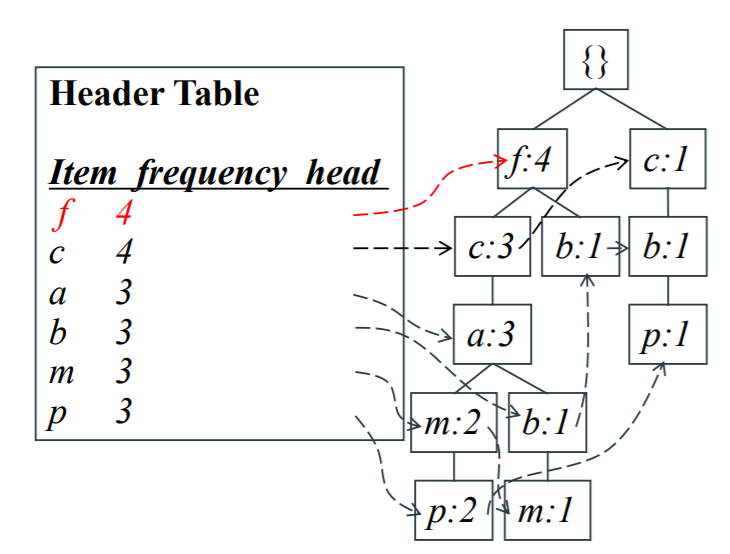 Header Table
Item frequency head
f 4
c 4
a 3
b 3
m 3
p 3
{}
f:4 c:1
c:3 b:1 b:1
a:3 p:1
m:2 b:1
p:2 m:1